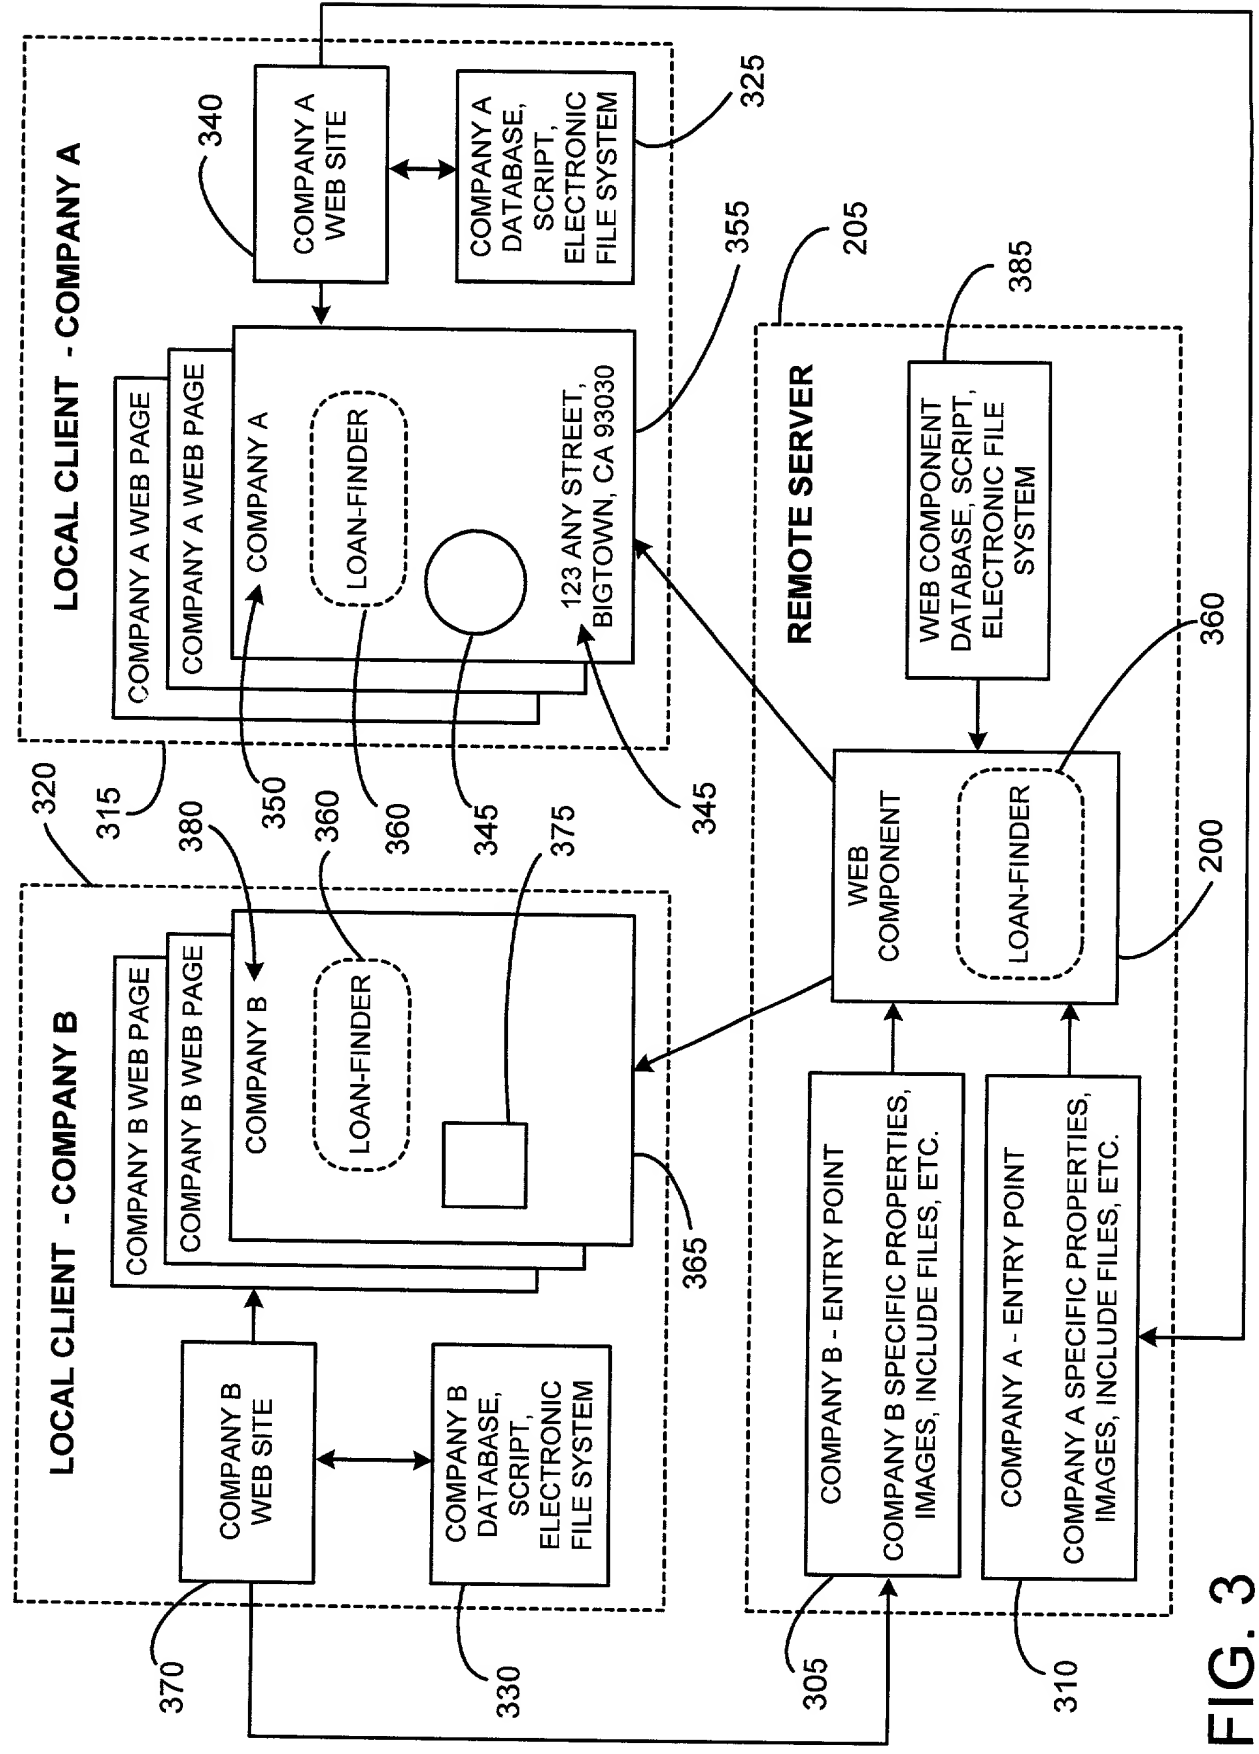 LOCAL CLIENT - COMPANY B
320
LOCAL CLIENT - COMPANY A
COMPANY B WEB PAGE
COMPANY B WEB PAGE
COMPANY B
380
LOAN-FINDER
360
375
365
COMPANY B
WEB SITE
370
COMPANY B
DATABASE,
SCRIPT,
ELECTRONIC
FILE SYSTEM
330
315
COMPANY A WEB PAGE
COMPANY A WEB PAGE
COMPANY A
350
LOAN-FINDER
360
345
123 ANY STREET,
BIGTOWN, CA 93030
345
355
COMPANY A
WEB SITE
340
COMPANY A
DATABASE,
SCRIPT,
ELECTRONIC
FILE SYSTEM
325
REMOTE SERVER
205
COMPANY B - ENTRY POINT
COMPANY B SPECIFIC PROPERTIES,
IMAGES, INCLUDE FILES, ETC.
305
COMPANY A - ENTRY POINT
COMPANY A SPECIFIC PROPERTIES,
IMAGES, INCLUDE FILES, ETC.
310
WEB
COMPONENT
LOAN-FINDER
200
360
WEB COMPONENT
DATABASE, SCRIPT,
ELECTRONIC FILE
SYSTEM
385
FIG. 3